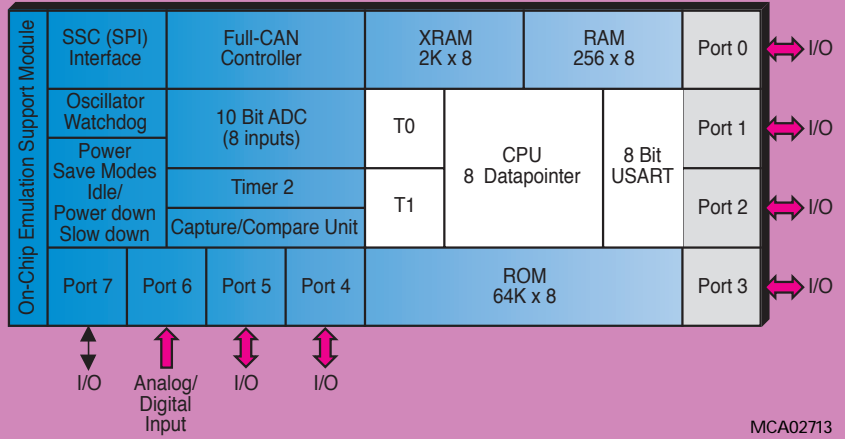 On-Chip Emulation Support Module
SSC (SPI)
Interface
Full-CAN
Controller
XRAM
2K x 8
RAM
256 x 8
Port 0
I/O
Oscillator
Watchdog
10 Bit ADC
(8 inputs)
T0
CPU
8 Datapointer
8 Bit
USART
Port 1
I/O
Power
Save Modes
Idle/
Power down
Slow down
Timer 2
T1
Port 2
I/O
Capture/Compare Unit
Port 7
Port 6
Port 5
Port 4
ROM
64K x 8
Port 3
I/O
I/O
Analog/
Digital
Input
I/O
I/O
MCA02713